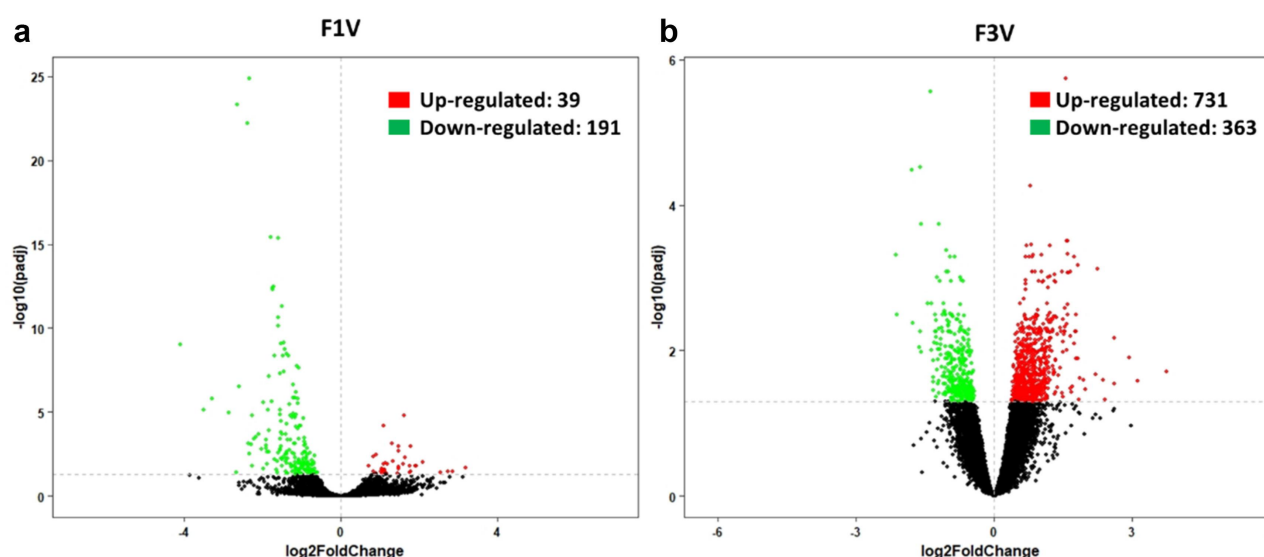 a
F1V
25
20
15
10
5
0
-4
0
4
-log10(padj)
log2FoldChange
Up-regulated: 39
Down-regulated: 191
b
F3V
6
4
2
0
-6
-3
0
3
-log10(padj)
log2FoldChange
Up-regulated: 731
Down-regulated: 363